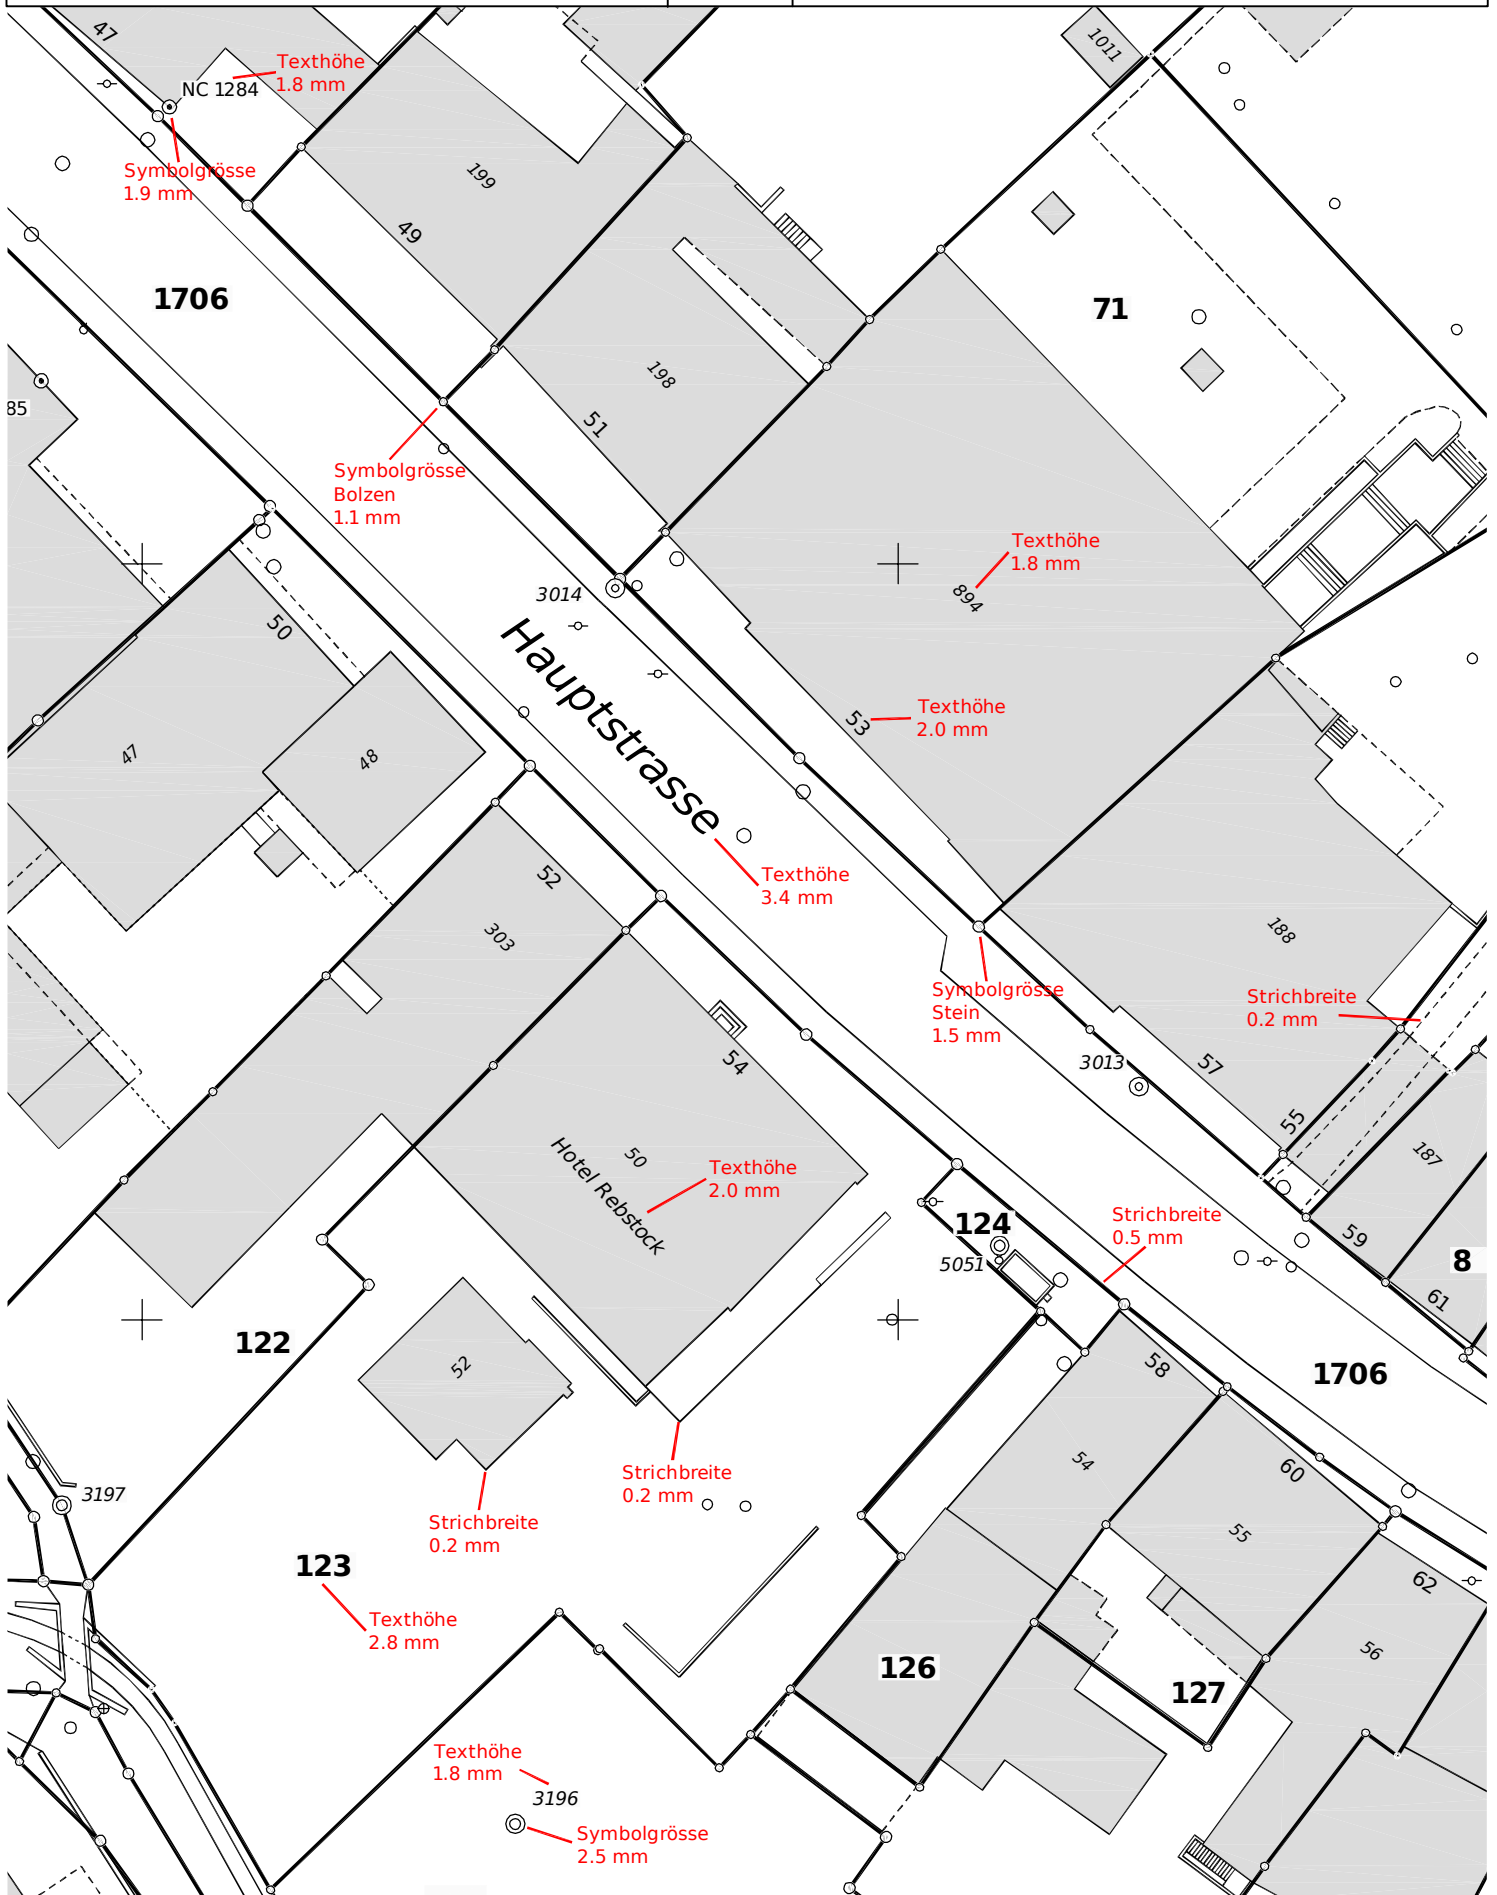 47
1011
Texthöhe
1.8 mm
NC 1284
Symbolgrösse
1.9 mm
199
49
1706
71
198
51
85
Symbolgrösse
Bolzen
1.1 mm
Texthöhe
1.8 mm
894
3014
50
Hauptstrasse
53
Texthöhe
2.0 mm
47
48
Texthöhe
3.4 mm
52
303
188
Symbolgrösse
Stein
1.5 mm
Strichbreite
0.2 mm
54
3013
57
55
187
50
Hotel Rebstock
Texthöhe
2.0 mm
124
Strichbreite
0.5 mm
59
5051
8
61
122
52
58
1706
Strichbreite
0.2 mm
54
60
3197
Strichbreite
0.2 mm
55
123
62
Texthöhe
2.8 mm
56
126
127
Texthöhe
1.8 mm
3196
Symbolgrösse
2.5 mm